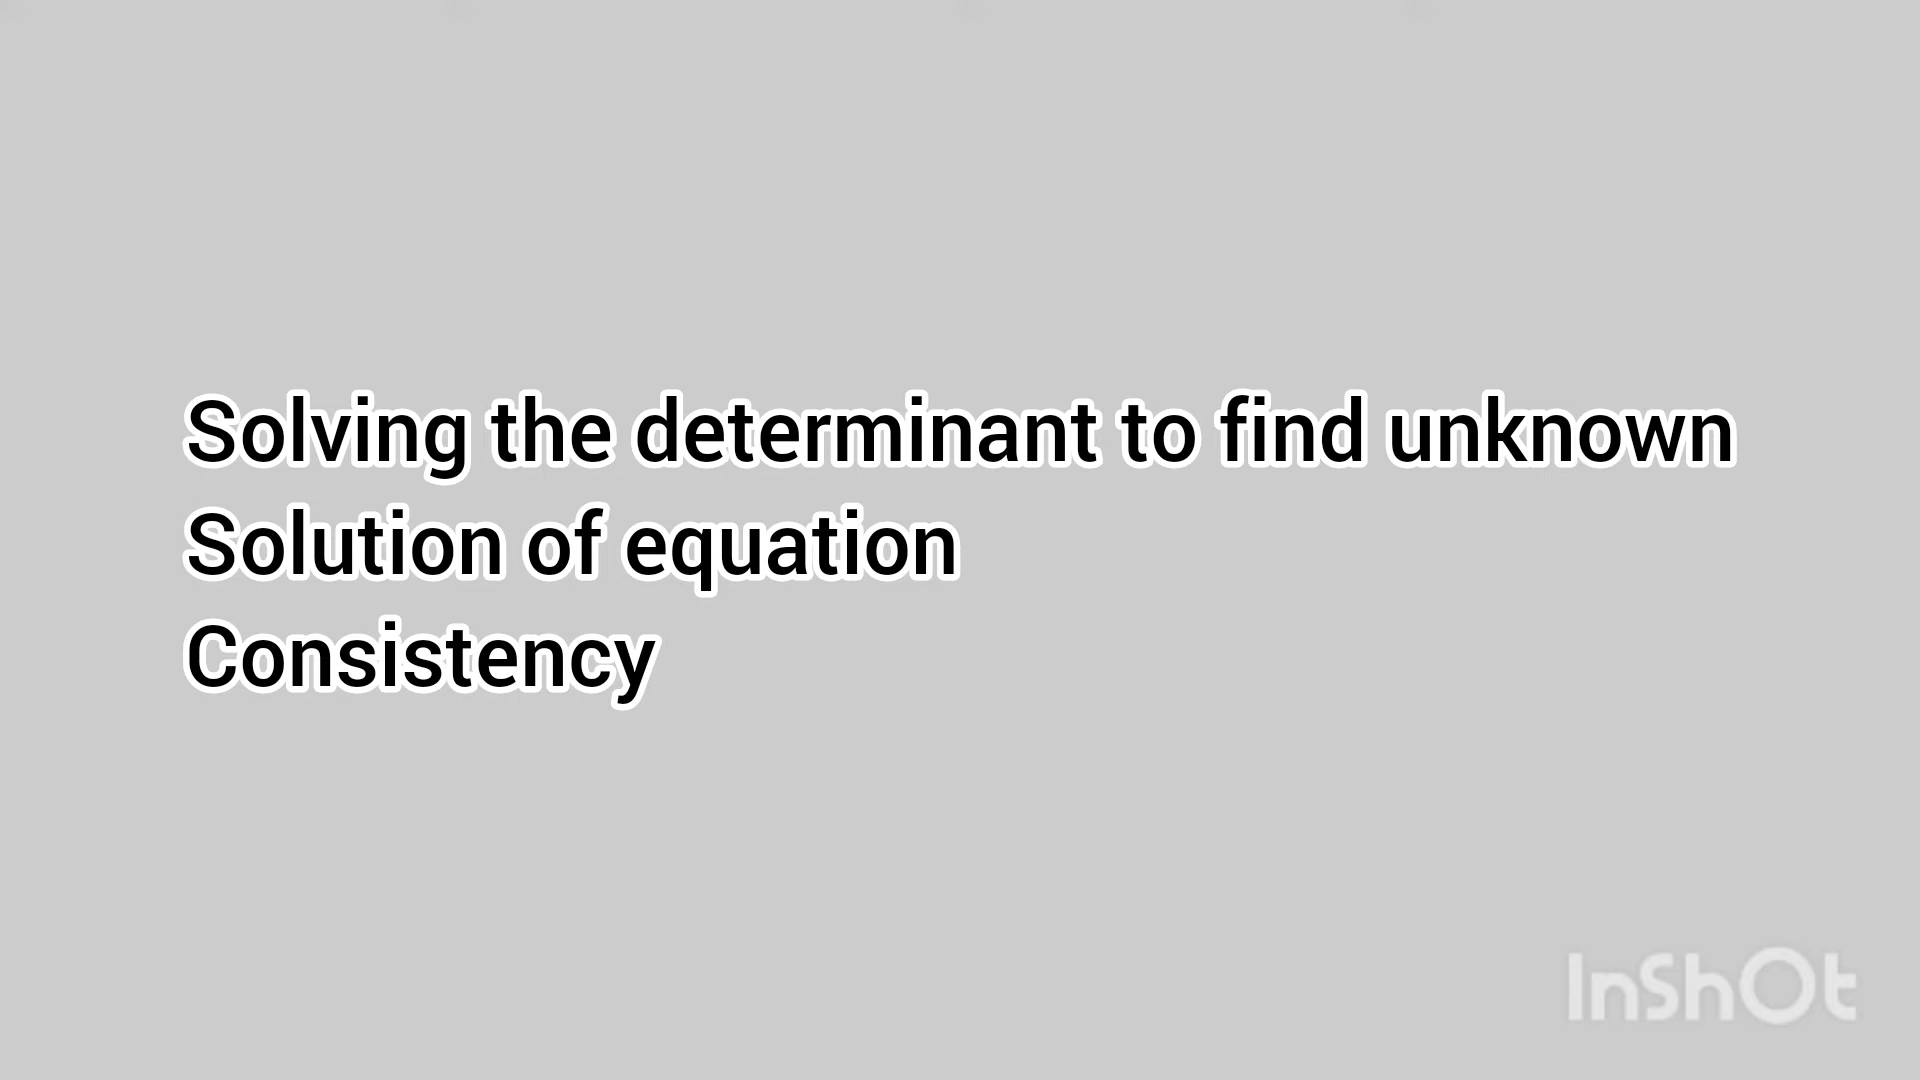 Solving the determinant to find unknown
Solution of equation
Consistency
InShOt